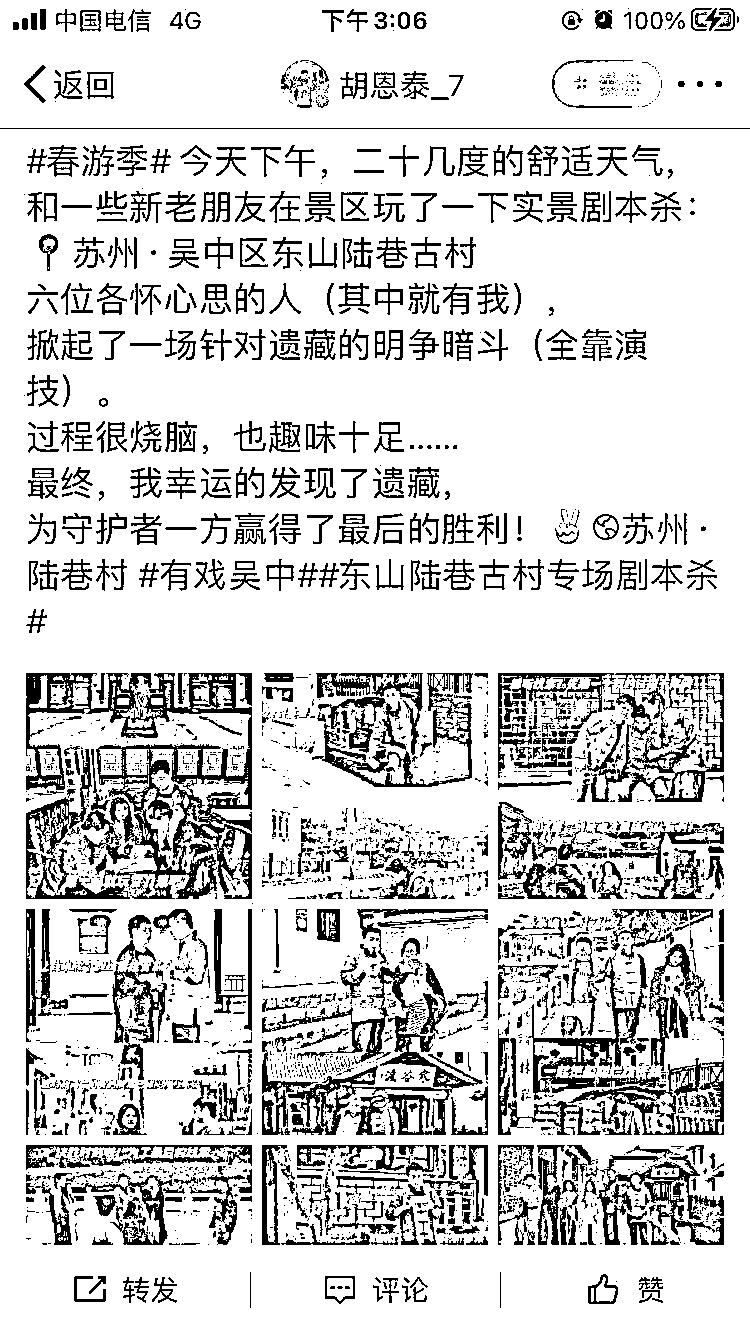 中国电信 4G 下午3:06 100%
返回 胡恩泰_7
#春游季# 今天下午，二十几度的舒适天气，
和一些新老朋友在景区玩了一下实景剧本杀：
苏州·吴中区东山陆巷古村
六位各怀心思的人（其中就有我），
掀起了一场针对遗藏的明争暗斗（全靠演
技）。
过程很烧脑，也趣味十足......
最终，我幸运的发现了遗藏，
为守护者一方赢得了最后的胜利！ 苏州·
陆巷村 #有戏吴中##东山陆巷古村专场剧本杀
#
转发 评论 赞